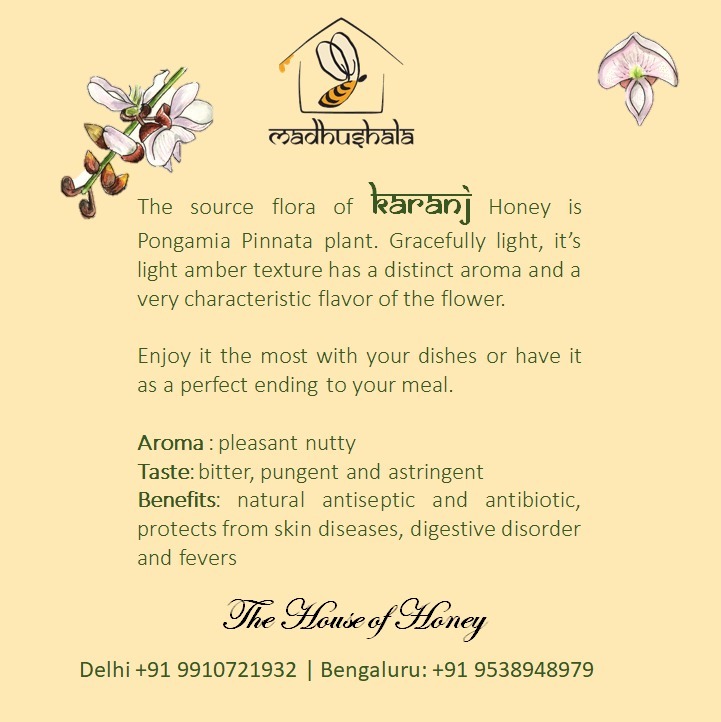 madhushala
The source flora of Karanj Honey is
Pongamia Pinnata plant. Gracefully light, it’s
light amber texture has a distinct aroma and a
very characteristic flavor of the flower.
Enjoy it the most with your dishes or have it
as a perfect ending to your meal.
Aroma : pleasant nutty
Taste: bitter, pungent and astringent
Benefits: natural antiseptic and antibiotic,
protects from skin diseases, digestive disorder
and fevers
The House of Honey
Delhi +91 9910721932 | Bengaluru: +91 9538948979